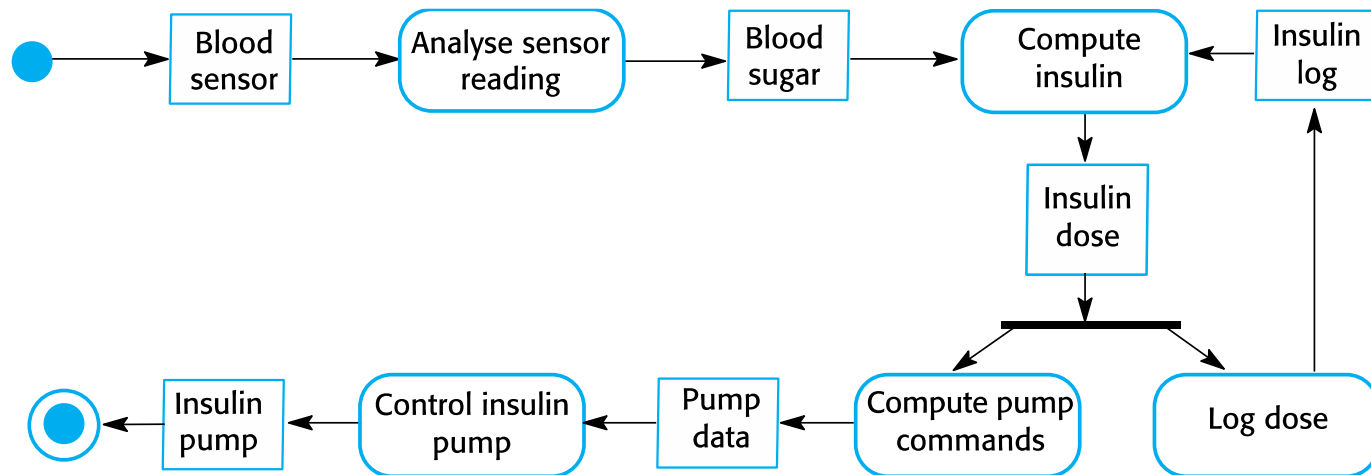 Blood
sensor
Analyse sensor
reading
Blood
sugar
Compute
insulin
Insulin
log
Insulin
dose
Insulin
pump
Control insulin
pump
Pump
data
Compute pump
commands
Log dose